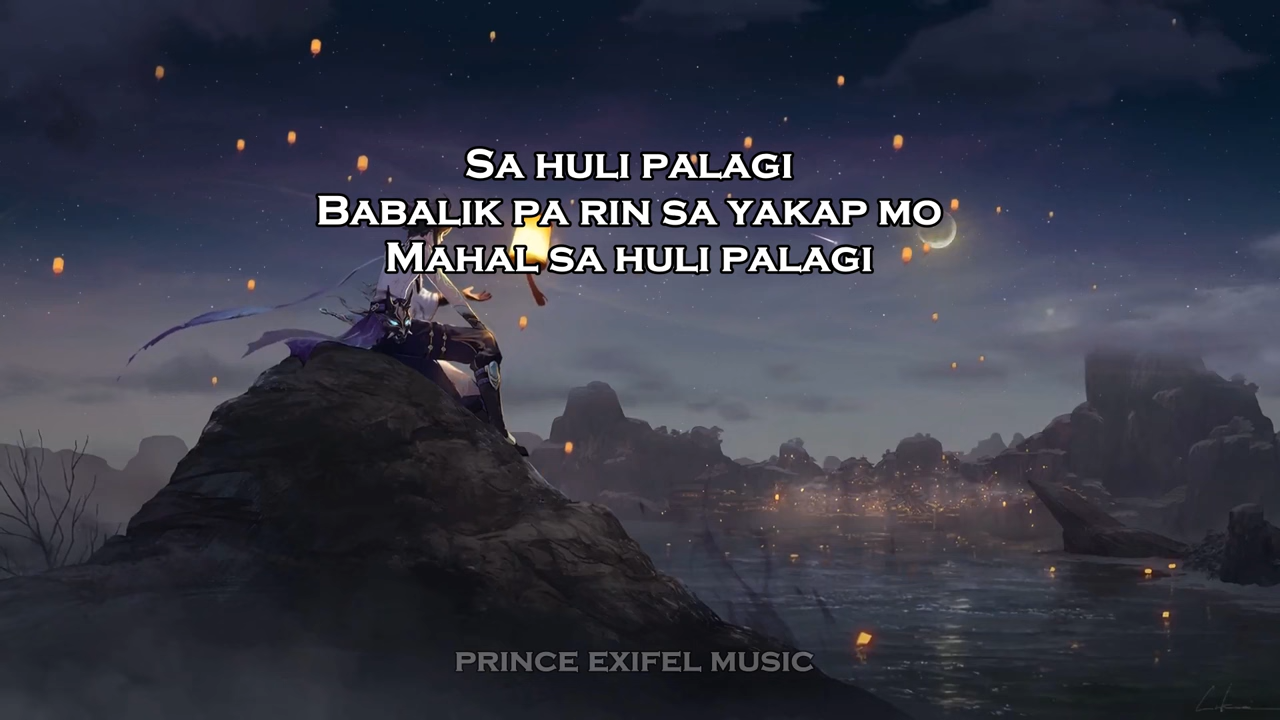 Sa huli palagi
Babalik pa rin sa yakap mo
Mahal sa huli palagi
PRINCE EXIFEL MUSIC